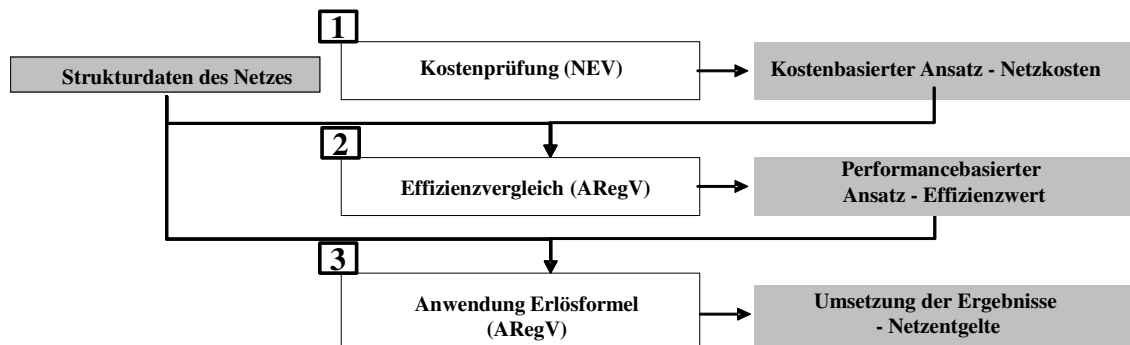 1
Strukturdaten des Netzes
Kostenprüfung (NEV)
Kostenbasierter Ansatz - Netzkosten
2
Effizienzvergleich (ARegV)
Performancebasierter
Ansatz - Effizienzwert
3
Anwendung Erlösformel
(ARegV)
Umsetzung der Ergebnisse
- Netzentgelte